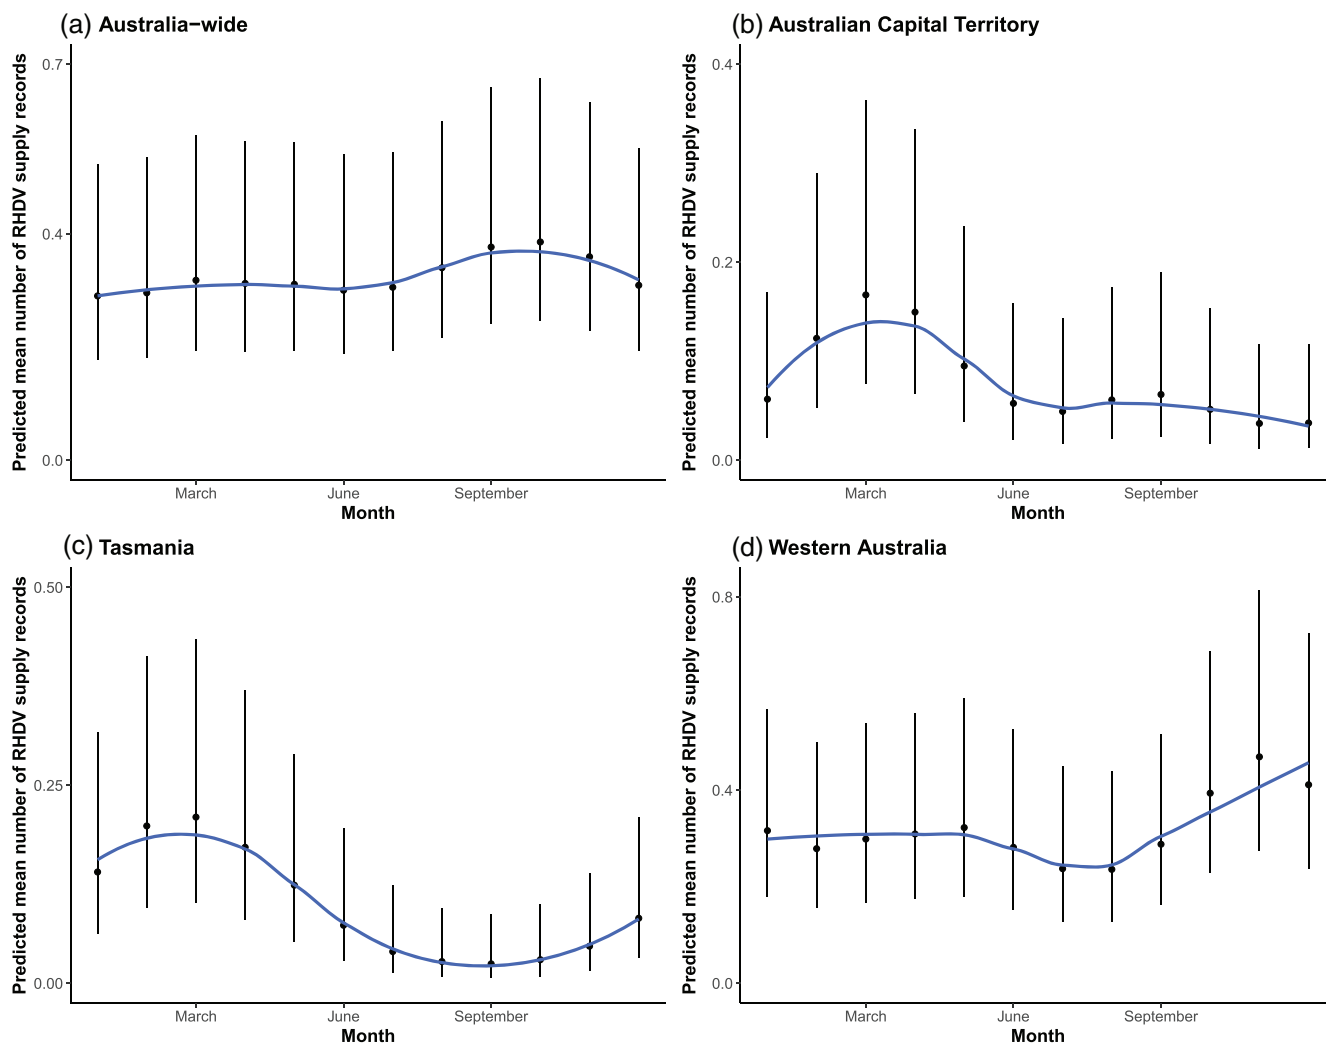 (a) Australia−wide
Predicted mean number of RHDV supply records
0.7
0.4
0.0
March June September
Month
(b) Australian Capital Territory
Predicted mean number of RHDV supply records
0.4
0.2
0.0
March June September
Month
(c) Tasmania
Predicted mean number of RHDV supply records
0.50
0.25
0.00
March June September
Month
(d) Western Australia
Predicted mean number of RHDV supply records
0.8
0.4
0.0
March June September
Month